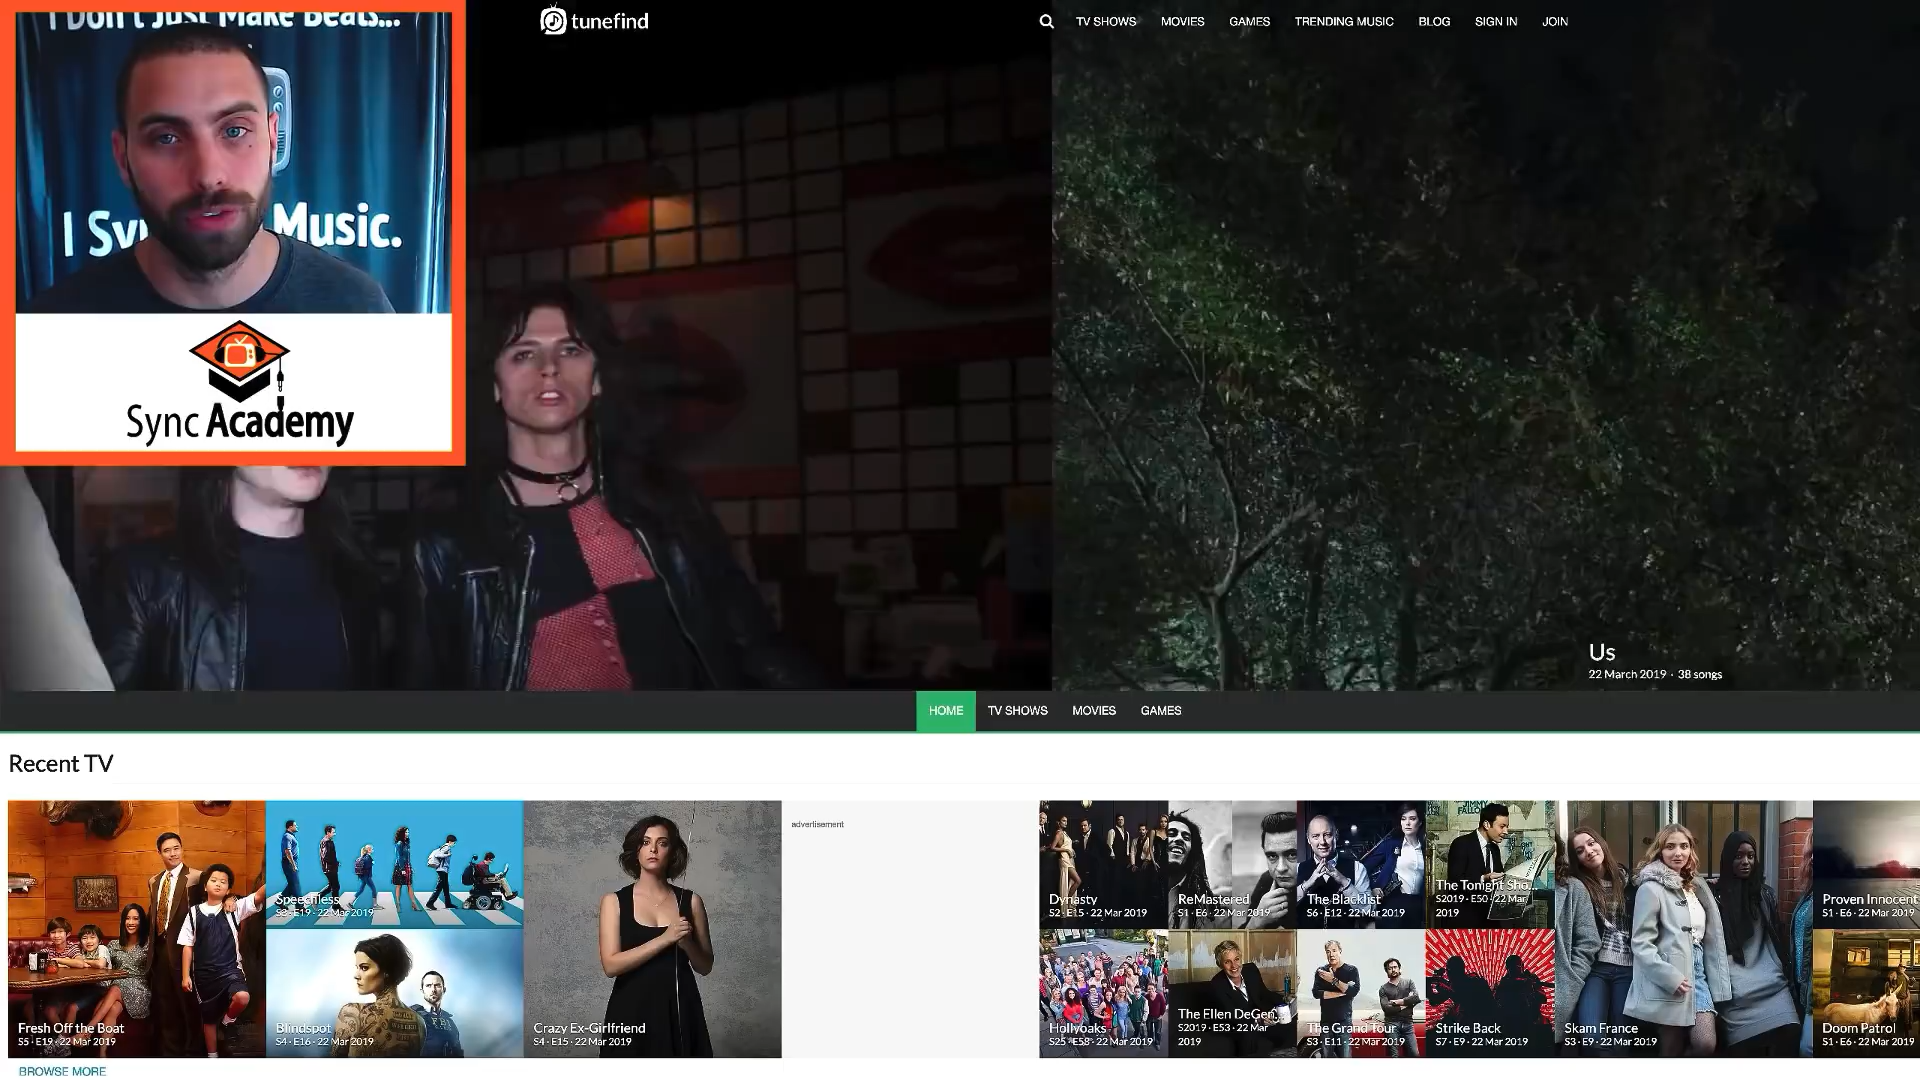 I Don't Just Make Beats...
I Sy Music.
Sync Academy
tunefind
TV SHOWS MOVIES GAMES TRENDING MUSIC BLOG SIGN IN JOIN
Us
22 March 2019 · 38 songs
HOME TV SHOWS MOVIES GAMES
Recent TV
Fresh Off the Boat
S5 · E19 · 22 Mar 2019
Speechless
S3 · E19 · 22 Mar 2019
Blindspot
S4 · E16 · 22 Mar 2019
Crazy Ex-Girlfriend
S4 · E15 · 22 Mar 2019
advertisement
Dynasty
S2 · E15 · 22 Mar 2019
ReMastered
S1 · E6 · 22 Mar 2019
The Blacklist
S6 · E12 · 22 Mar 2019
The Tonight Sho...
S2019 · E50 · 22 Mar
2019
Hollyoaks
S25 · E58 · 22 Mar 2019
The Ellen DeGen...
S2019 · E53 · 22 Mar
2019
The Grand Tour
S3 · E11 · 22 Mar 2019
Strike Back
S7 · E9 · 22 Mar 2019
Skam France
S3 · E9 · 22 Mar 2019
Proven Innocent
S1 · E6 · 22 Mar 2019
Doom Patrol
S1 · E6 · 22 Mar 2019
BROWSE MORE